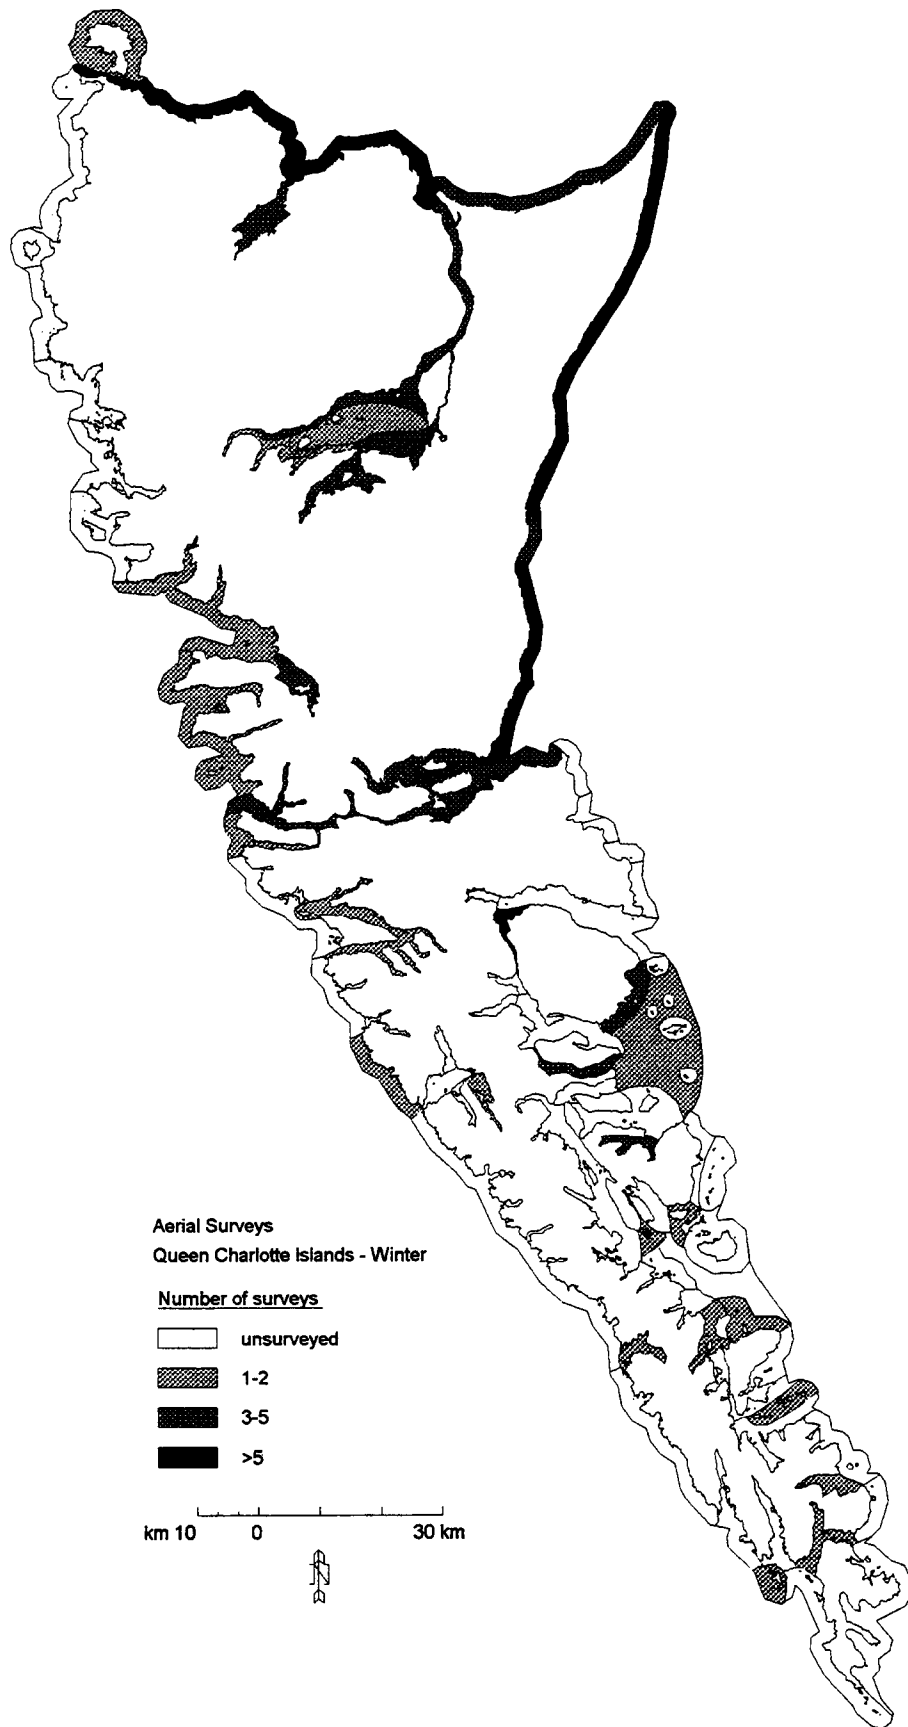 Aerial Surveys
Queen Charlotte Islands - Winter
Number of surveys
unsurveyed
1-2
3-5
>5
km 10 0 30 km
N